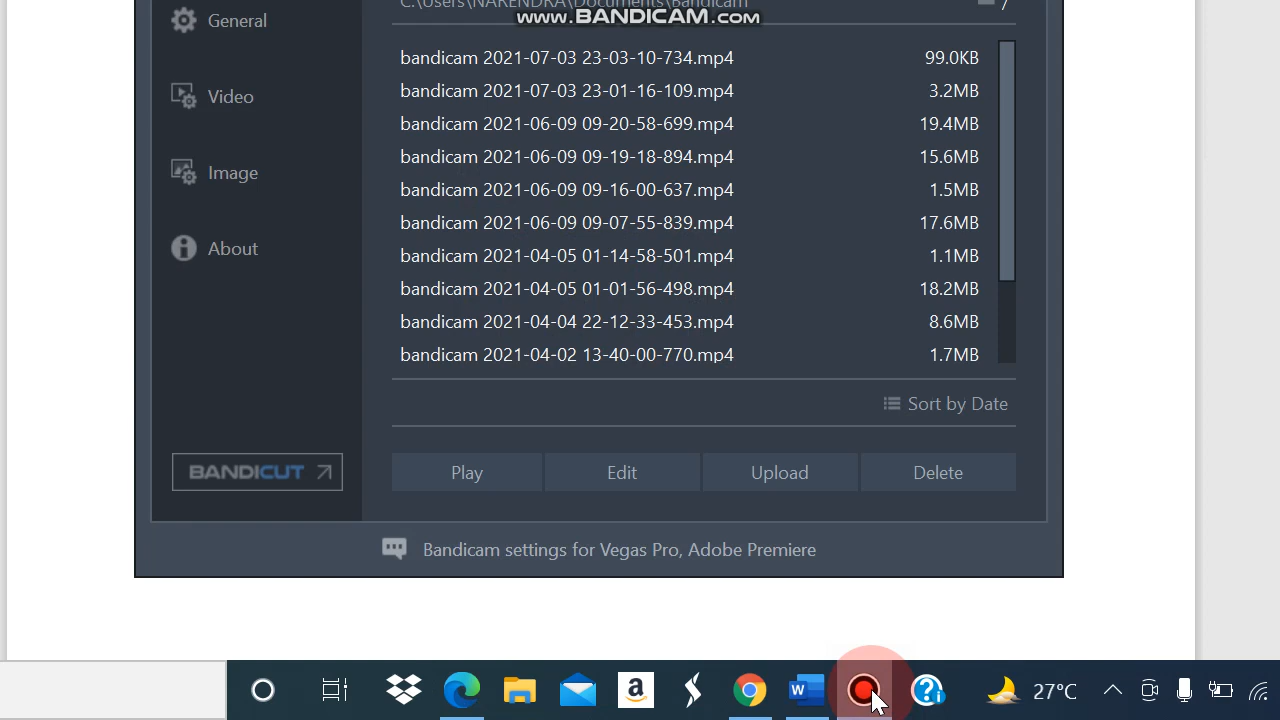 C:\Users\NARENDRA\Documents\Bandicam
WWW.BANDICAM.COM
General
Video
Image
About
bandicam 2021-07-03 23-03-10-734.mp4 99.0KB
bandicam 2021-07-03 23-01-16-109.mp4 3.2MB
bandicam 2021-06-09 09-20-58-699.mp4 19.4MB
bandicam 2021-06-09 09-19-18-894.mp4 15.6MB
bandicam 2021-06-09 09-16-00-637.mp4 1.5MB
bandicam 2021-06-09 09-07-55-839.mp4 17.6MB
bandicam 2021-04-05 01-14-58-501.mp4 1.1MB
bandicam 2021-04-05 01-01-56-498.mp4 18.2MB
bandicam 2021-04-04 22-12-33-453.mp4 8.6MB
bandicam 2021-04-02 13-40-00-770.mp4 1.7MB
Sort by Date
BANDICUT
Play Edit Upload Delete
Bandicam settings for Vegas Pro, Adobe Premiere
27°C